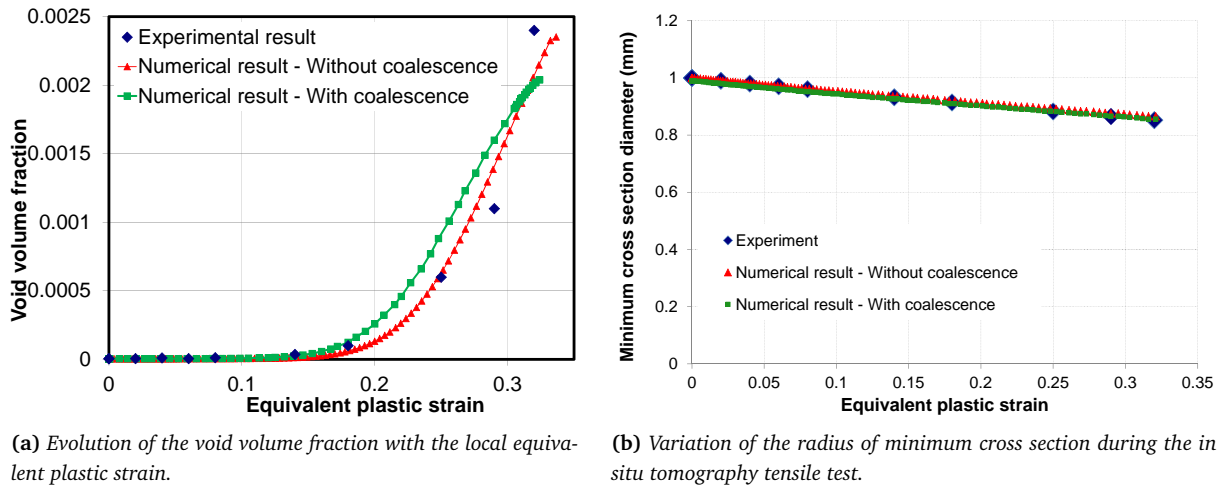 0.0025
0.002
0.0015
0.001
0.0005
0
Void volume fraction
Experimental result
Numerical result - Without coalescence
Numerical result - With coalescence
0 0.1 0.2 0.3
Equivalent plastic strain
(a) Evolution of the void volume fraction with the local equiva-
lent plastic strain.
1.2
1
0.8
0.6
0.4
0.2
0
Minimum cross section diameter (mm)
Experiment
Numerical result - Without coalescence
Numerical result - With coalescence
0 0.05 0.1 0.15 0.2 0.25 0.3 0.35
Equivalent plastic strain
(b) Variation of the radius of minimum cross section during the in
situ tomography tensile test.